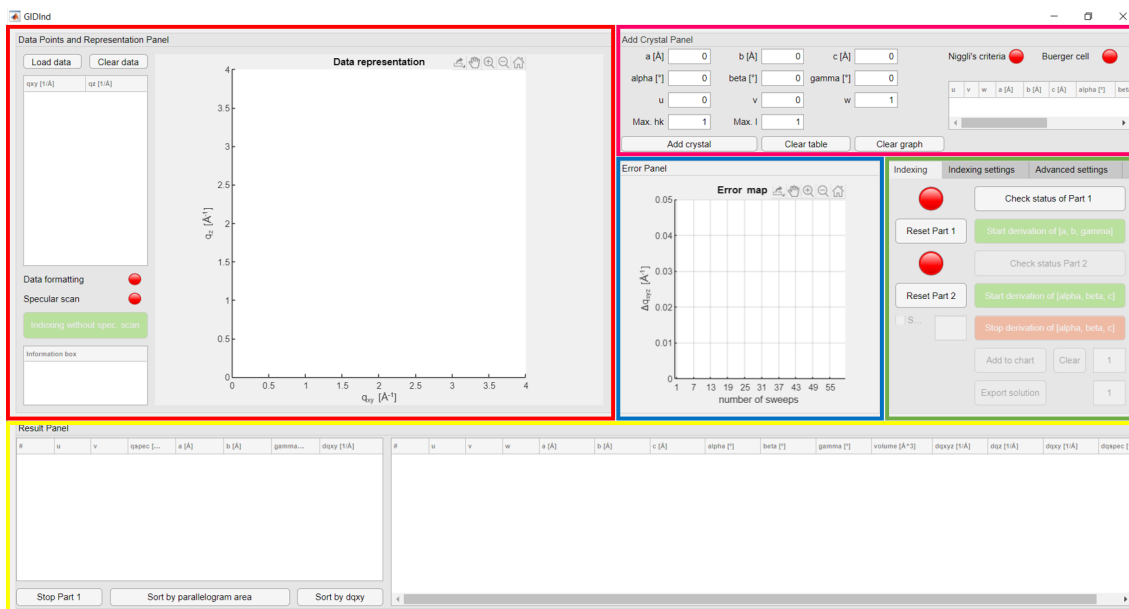 GIDInd
Data Points and Representation Panel
Load data Clear data
qxy [1/Å] qz [1/Å]
Data representation
4
3.5
3
2.5
2
1.5
1
0.5
0
qz [Å-1]
0 0.5 1 1.5 2 2.5 3 3.5 4
qxy [Å-1]
Data formatting
Specular scan
Indexing without spec. scan
Information box
Add Crystal Panel
a [Å] 0 b [Å] 0 c [Å] 0
alpha [°] 0 beta [°] 0 gamma [°] 0
u 0 v 0 w 1
Max. hk 1 Max. l 1
Add crystal Clear table Clear graph
Niggli's criteria Buerger cell
u v w a [Å] b [Å] c [Å] alpha [°] beta
Error Panel
Error map
0.05
0.04
0.03
0.02
0.01
0
Δqxyz [Å-1]
1 7 13 19 25 31 37 43 49 55
number of sweeps
Indexing Indexing settings Advanced settings
Check status of Part 1
Reset Part 1 Start derivation of [a, b, gamma]
Check status Part 2
Reset Part 2 Start derivation of [alpha, beta, c]
S... Stop derivation of [alpha, beta, c]
Add to chart Clear 1
Export solution 1
Result Panel
# u v qspec [... a [Å] b [Å] gamma... dqxy [1/Å]
# u v w a [Å] b [Å] c [Å] alpha [°] beta [°] gamma [°] volume [Å^3] dqxyz [1/Å] dqz [1/Å] dqxy [1/Å] dqspec [1
Stop Part 1 Sort by parallelogram area Sort by dqxy